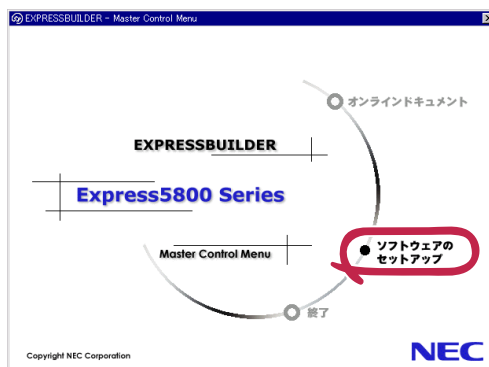 EXPRESSBUILDER - Master Control Menu
オンラインドキュメント
EXPRESSBUILDER
Express5800 Series
ソフトウェアの
セットアップ
Master Control Menu
終了
Copyright NEC Corporation
NEC